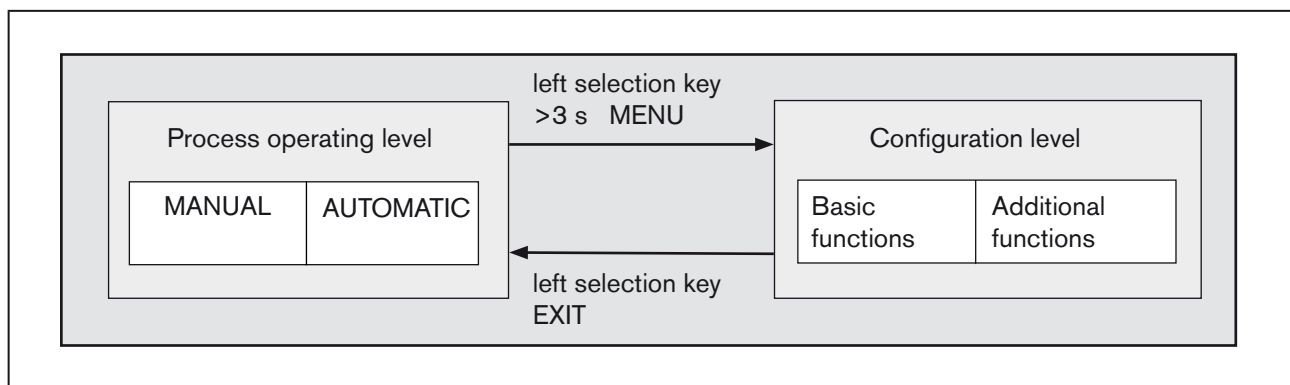 left selection key
>3 s MENU
Process operating level
MANUAL
AUTOMATIC
Configuration level
Basic
functions
Additional
functions
left selection key
EXIT